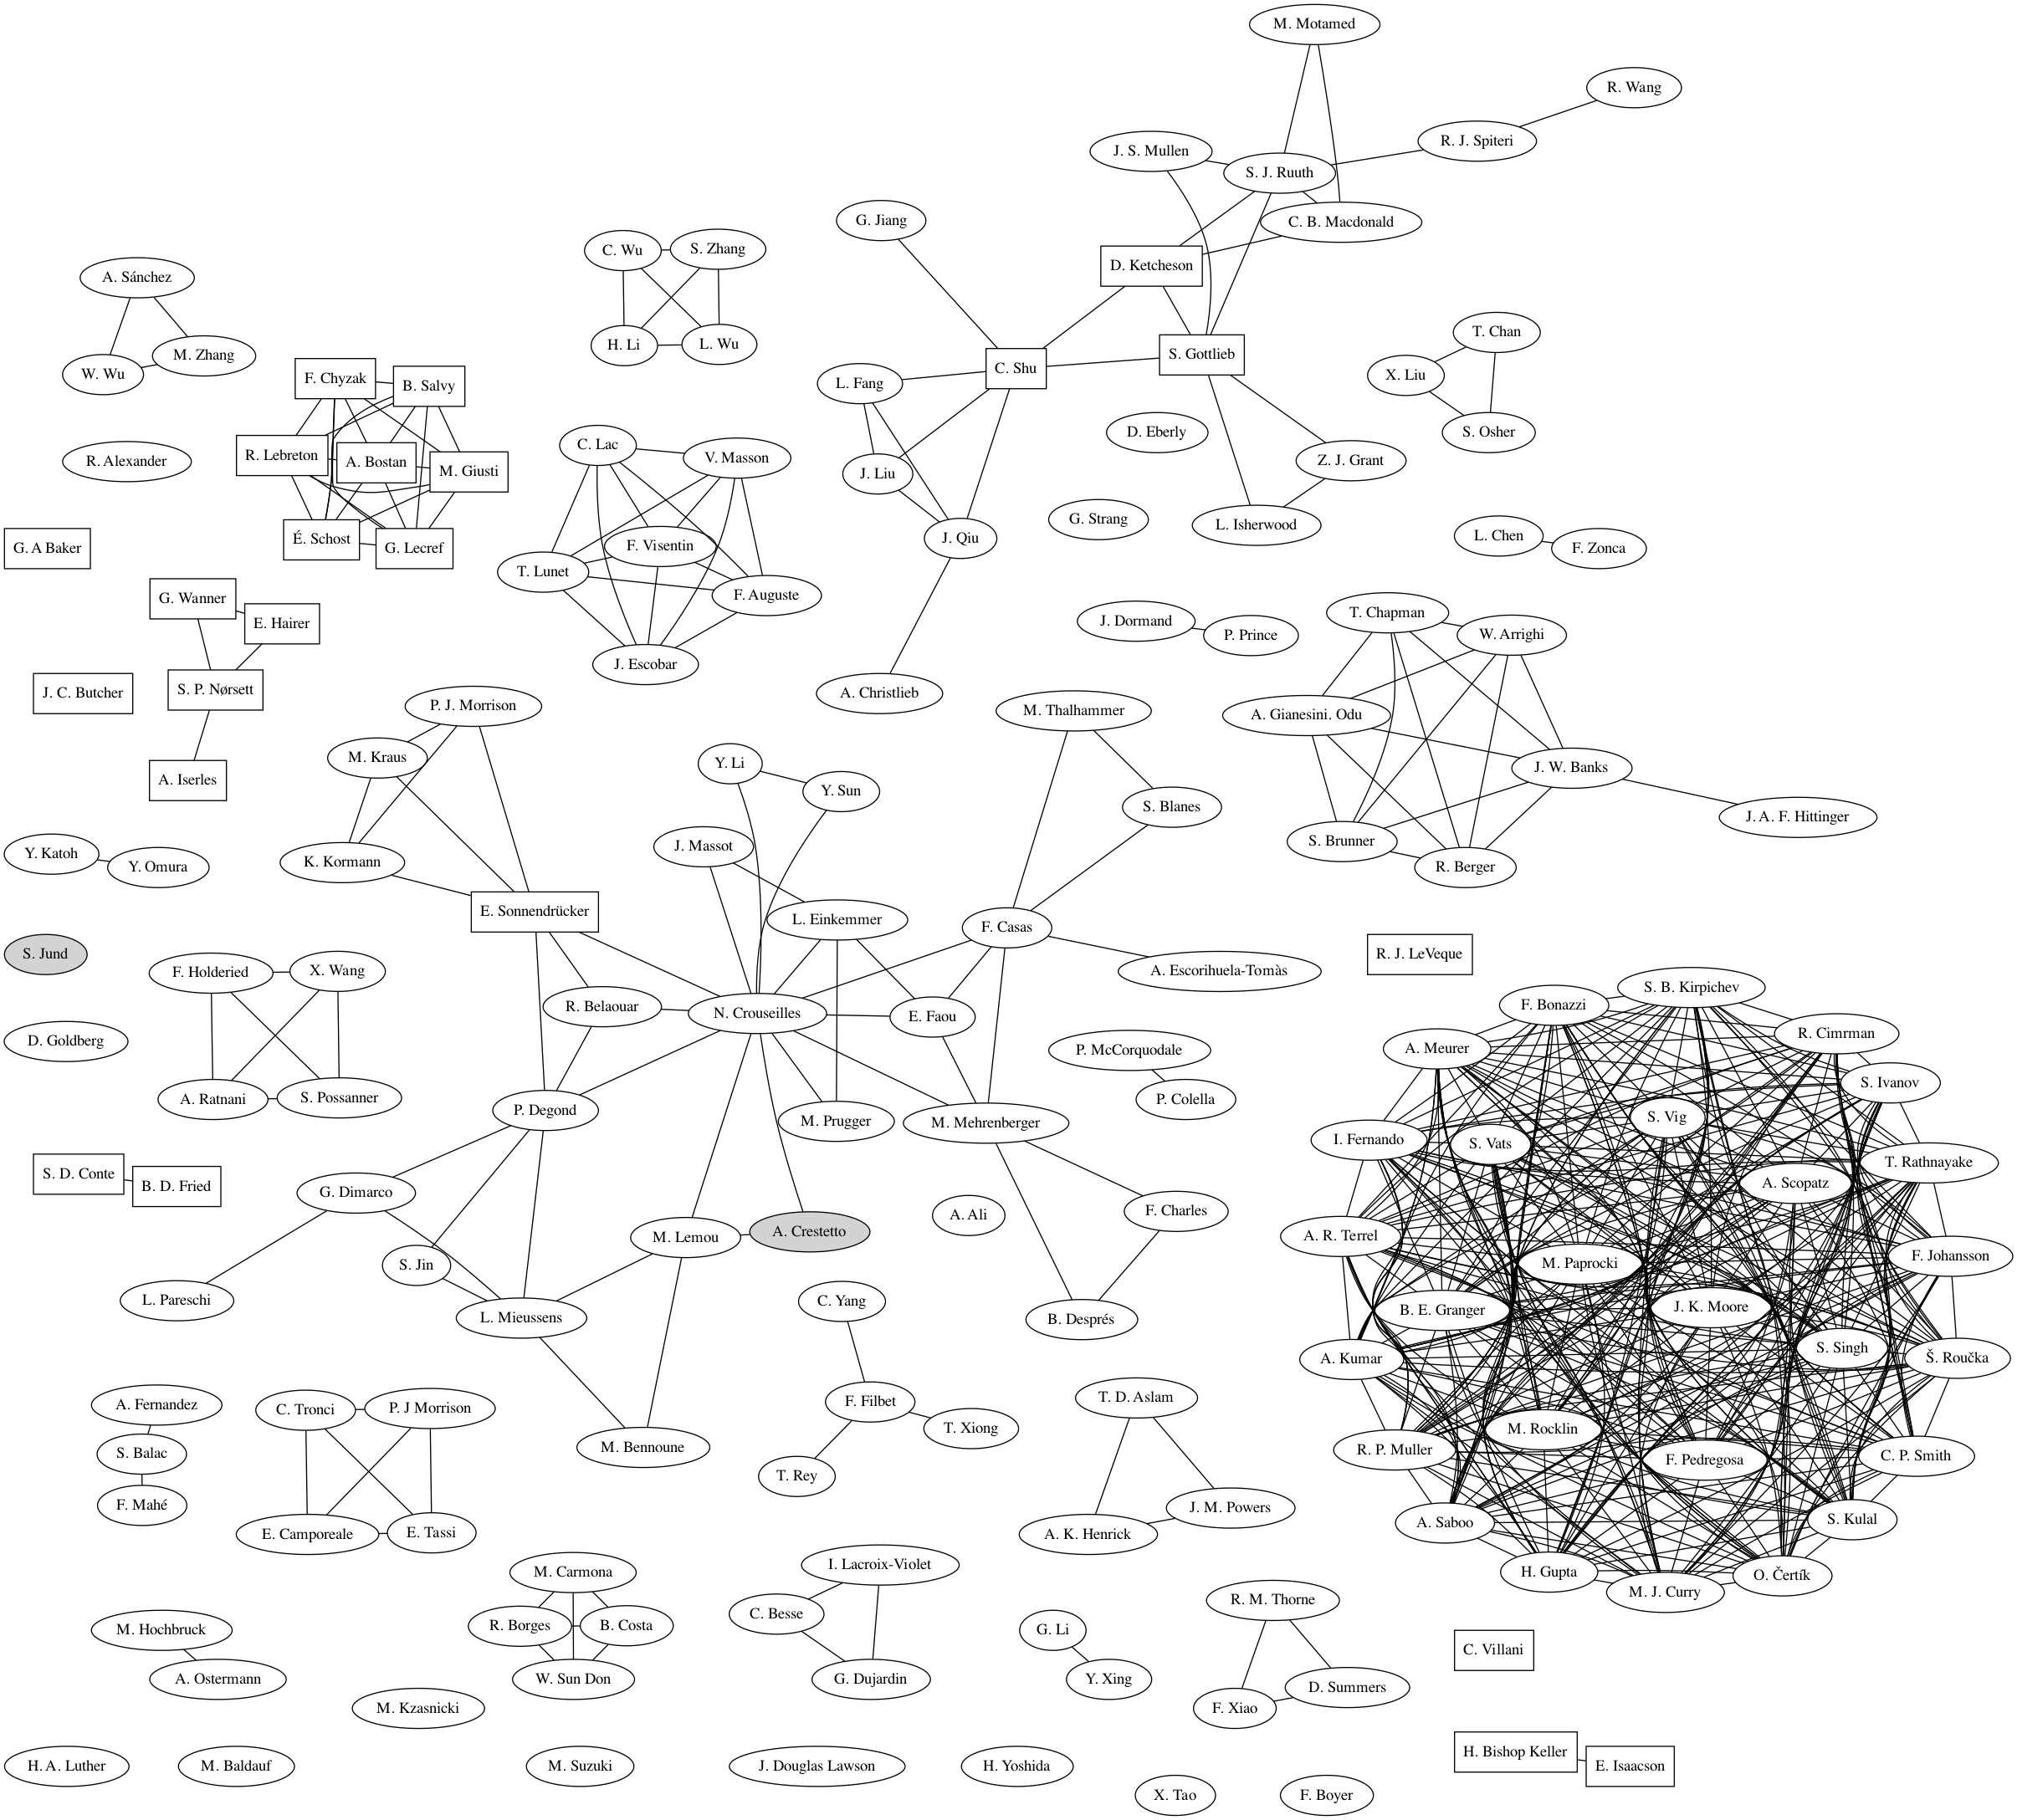 M. Motamed
R. Wang
R. J. Spiteri
J. S. Mullen
S. J. Ruuth
G. Jiang
C. B. Macdonald
C. Wu
S. Zhang
D. Ketcheson
A. Sánchez
T. Chan
H. Li
L. Wu
M. Zhang
S. Gottlieb
W. Wu
C. Shu
X. Liu
F. Chyzak
B. Salvy
L. Fang
D. Eberly
S. Osher
C. Lac
V. Masson
R. Alexander
R. Lebreton
A. Bostan
M. Giusti
J. Liu
Z. J. Grant
G. Strang
L. Isherwood
É. Schost
G. Lecref
J. Qiu
L. Chen
F. Zonca
G. A Baker
F. Visentin
T. Lunet
F. Auguste
G. Wanner
E. Hairer
J. Dormand
P. Prince
T. Chapman
W. Arrighi
J. Escobar
J. C. Butcher
S. P. Nørsett
A. Christlieb
P. J. Morrison
M. Thalhammer
A. Gianesini. Odu
M. Kraus
Y. Li
J. W. Banks
A. Iserles
Y. Sun
S. Blanes
J. A. F. Hittinger
Y. Katoh
Y. Omura
K. Kormann
J. Massot
S. Brunner
R. Berger
E. Sonnendrücker
L. Einkemmer
F. Casas
S. Jund
F. Holderied
X. Wang
A. Escorihuela-Tomàs
R. J. LeVeque
S. B. Kirpichev
F. Bonazzi
R. Belaouar
N. Crouseilles
E. Faou
R. Cimrman
D. Goldberg
P. McCorquodale
A. Meurer
S. Ivanov
A. Ratnani
S. Possanner
P. Degond
M. Prugger
M. Mehrenberger
P. Colella
S. Vig
I. Fernando
S. Vats
T. Rathnayake
S. D. Conte
B. D. Fried
G. Dimarco
A. Scopatz
A. Ali
F. Charles
M. Lemou
A. Crestetto
A. R. Terrel
F. Johansson
S. Jin
M. Paprocki
L. Pareschi
L. Mieussens
C. Yang
B. Després
B. E. Granger
J. K. Moore
S. Singh
A. Kumar
Š. Roučka
A. Fernandez
C. Tronci
P. J Morrison
F. Filbet
T. Xiong
T. D. Aslam
M. Rocklin
S. Balac
M. Bennoune
R. P. Muller
F. Pedregosa
C. P. Smith
T. Rey
F. Mahé
J. M. Powers
E. Camporeale
E. Tassi
A. K. Henrick
A. Saboo
S. Kulal
M. Carmona
I. Lacroix-Violet
H. Gupta
M. J. Curry
O. Čertík
R. M. Thorne
C. Besse
R. Borges
B. Costa
M. Hochbruck
G. Li
C. Villani
A. Ostermann
W. Sun Don
G. Dujardin
Y. Xing
D. Summers
M. Kzasnicki
F. Xiao
H. A. Luther
M. Baldauf
M. Suzuki
J. Douglas Lawson
H. Yoshida
H. Bishop Keller
E. Isaacson
X. Tao
F. Boyer